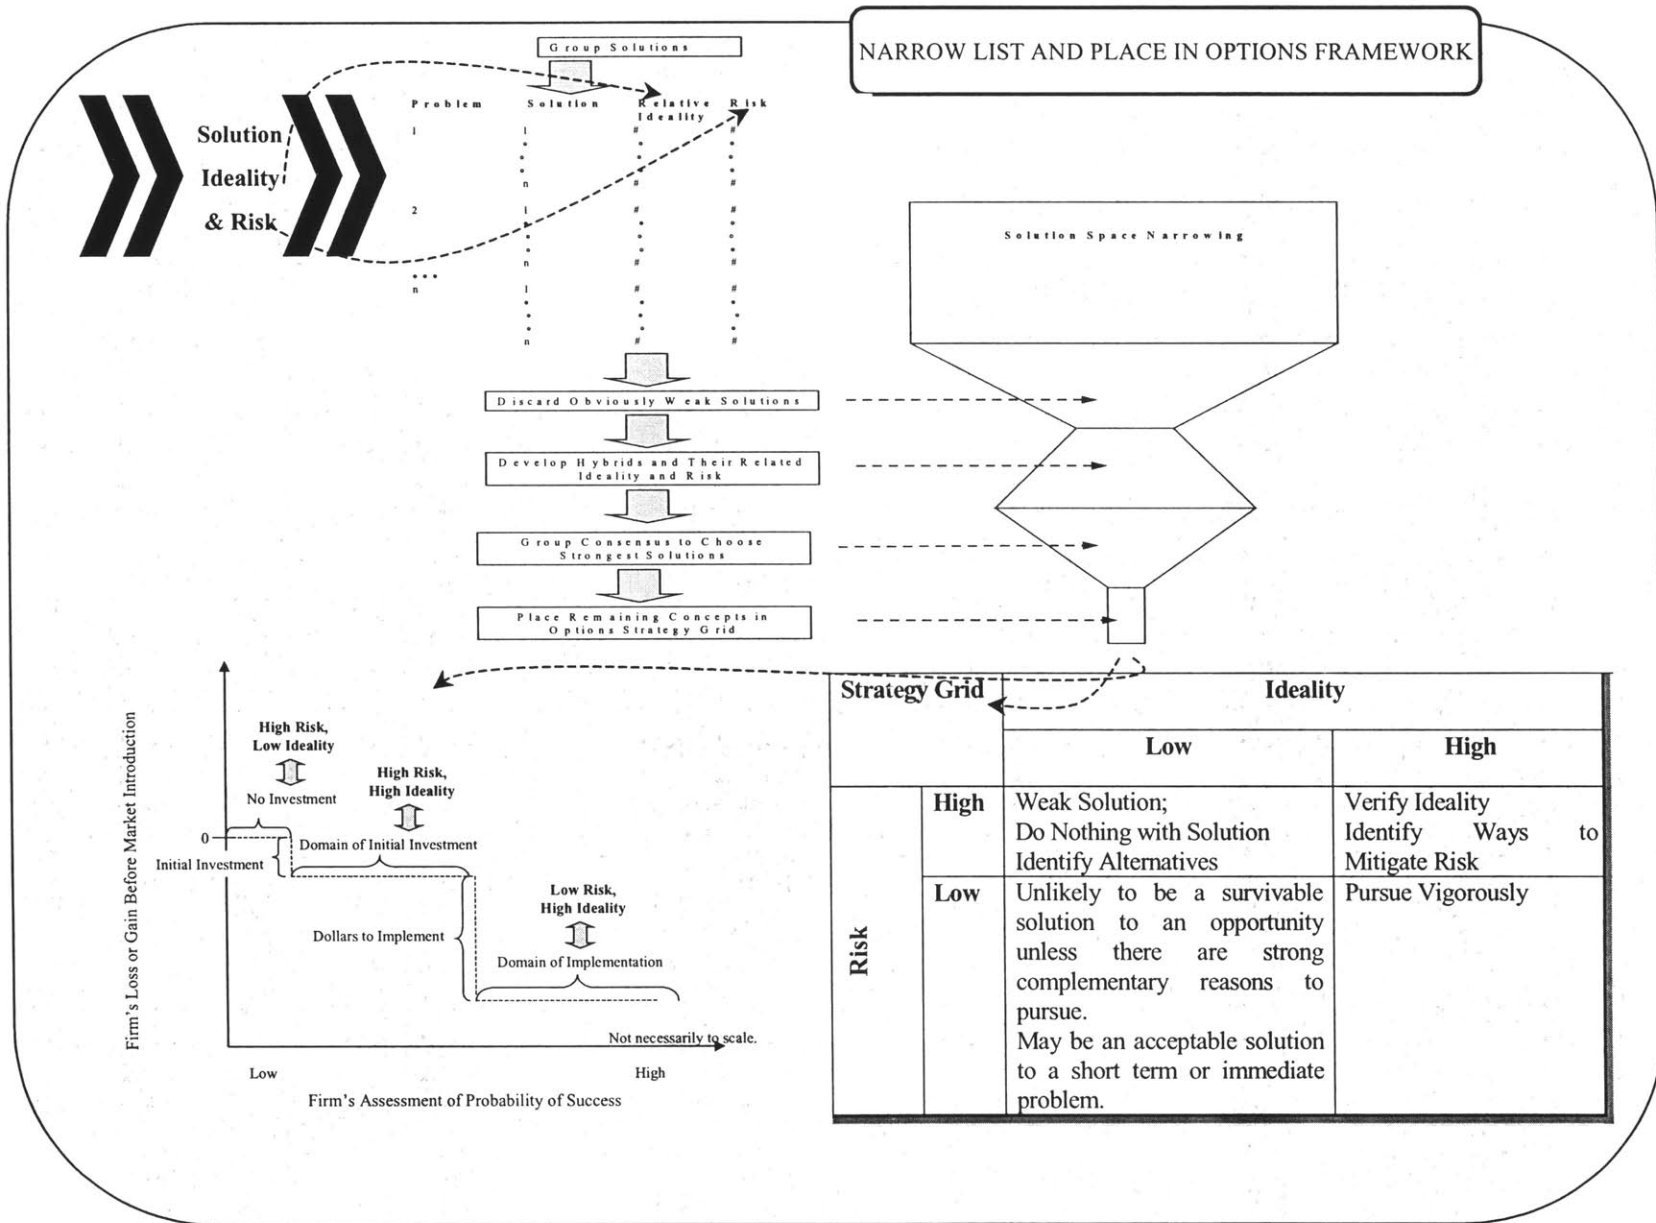 NARROW LIST AND PLACE IN OPTIONS FRAMEWORK
Group Solutions
Solution
Ideality
& Risk
Problem Solution Relative Ideality Risk
1 1 # #
n # #
2 1 # #
n # #
n 1 # #
n # #
Solution Space Narrowing
Discard Obviously Weak Solutions
Develop Hybrids and Their Related
Ideality and Risk
Group Consensus to Choose
Strongest Solutions
Place Remaining Concepts in
Options Strategy Grid
Firm's Loss or Gain Before Market Introduction
High Risk,
Low Ideality
No Investment
High Risk,
High Ideality
0
Domain of Initial Investment
Initial Investment
Low Risk,
High Ideality
Dollars to Implement
Domain of Implementation
Not necessarily to scale.
Low High
Firm's Assessment of Probability of Success
Strategy Grid Ideality
Low High
Risk
High
Weak Solution;
Do Nothing with Solution
Identify Alternatives
Verify Ideality
Identify Ways to
Mitigate Risk
Low
Unlikely to be a survivable
solution to an opportunity
unless there are strong
complementary reasons to
pursue.
May be an acceptable solution
to a short term or immediate
problem.
Pursue Vigorously